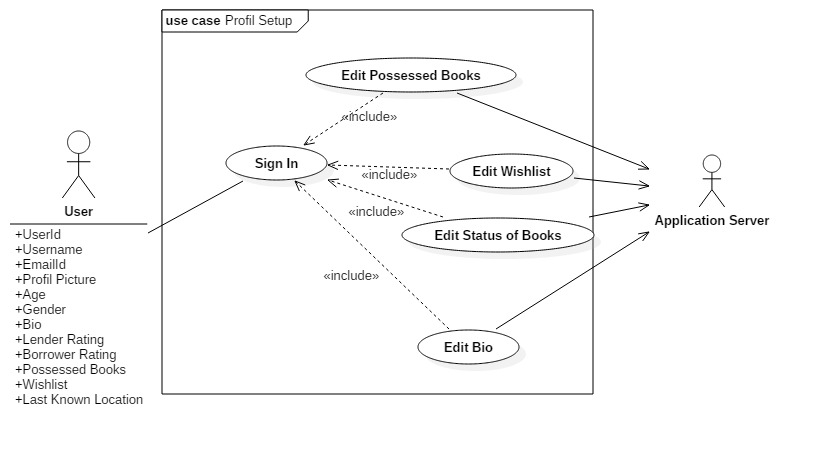 use case Profil Setup
Edit Possessed Books
«include»
Sign In
Edit Wishlist
«include»
User
Application Server
«include»
Edit Status of Books
+UserId
+Username
+EmailId
+Profil Picture
+Age
+Gender
+Bio
+Lender Rating
+Borrower Rating
+Possessed Books
+Wishlist
+Last Known Location
«include»
Edit Bio